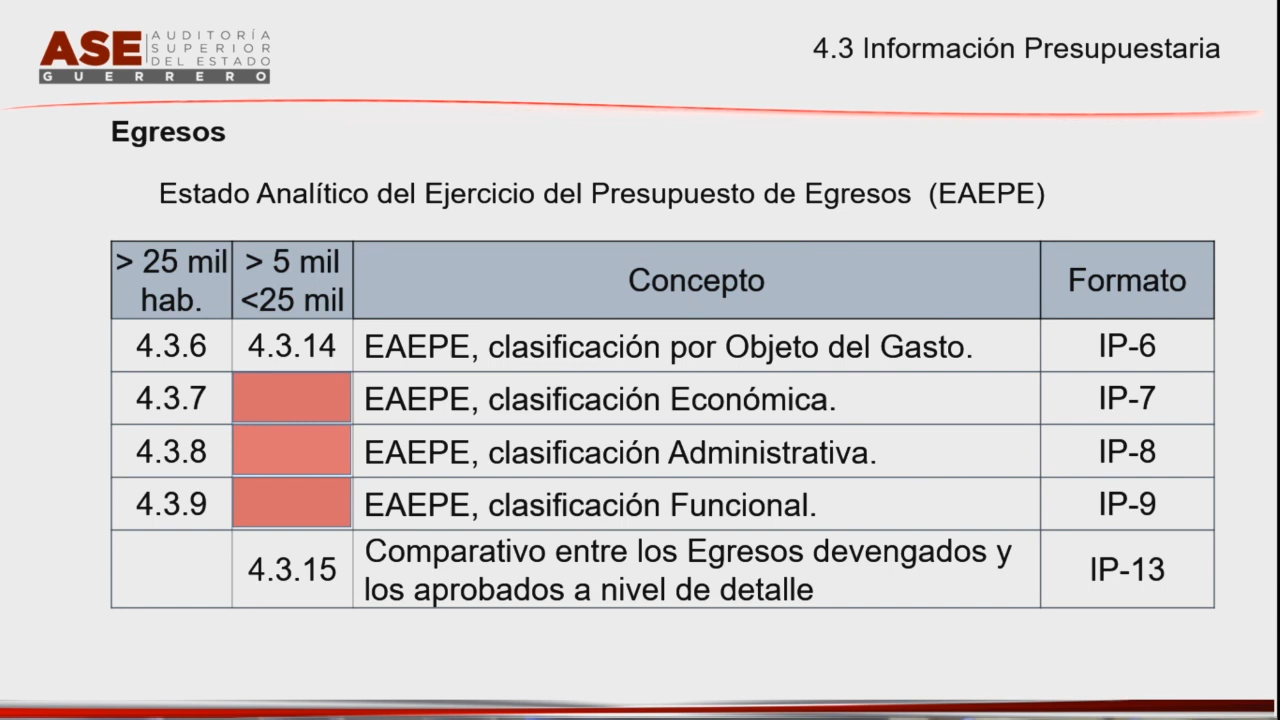 ASE AUDITORÍA
SUPERIOR
DEL ESTADO
GUERRERO
4.3 Información Presupuestaria
Egresos
Estado Analítico del Ejercicio del Presupuesto de Egresos (EAEPE)
> 25 mil hab. > 5 mil <25 mil Concepto Formato
4.3.6 4.3.14 EAEPE, clasificación por Objeto del Gasto. IP-6
4.3.7 EAEPE, clasificación Económica. IP-7
4.3.8 EAEPE, clasificación Administrativa. IP-8
4.3.9 EAEPE, clasificación Funcional. IP-9
4.3.15 Comparativo entre los Egresos devengados y
los aprobados a nivel de detalle IP-13